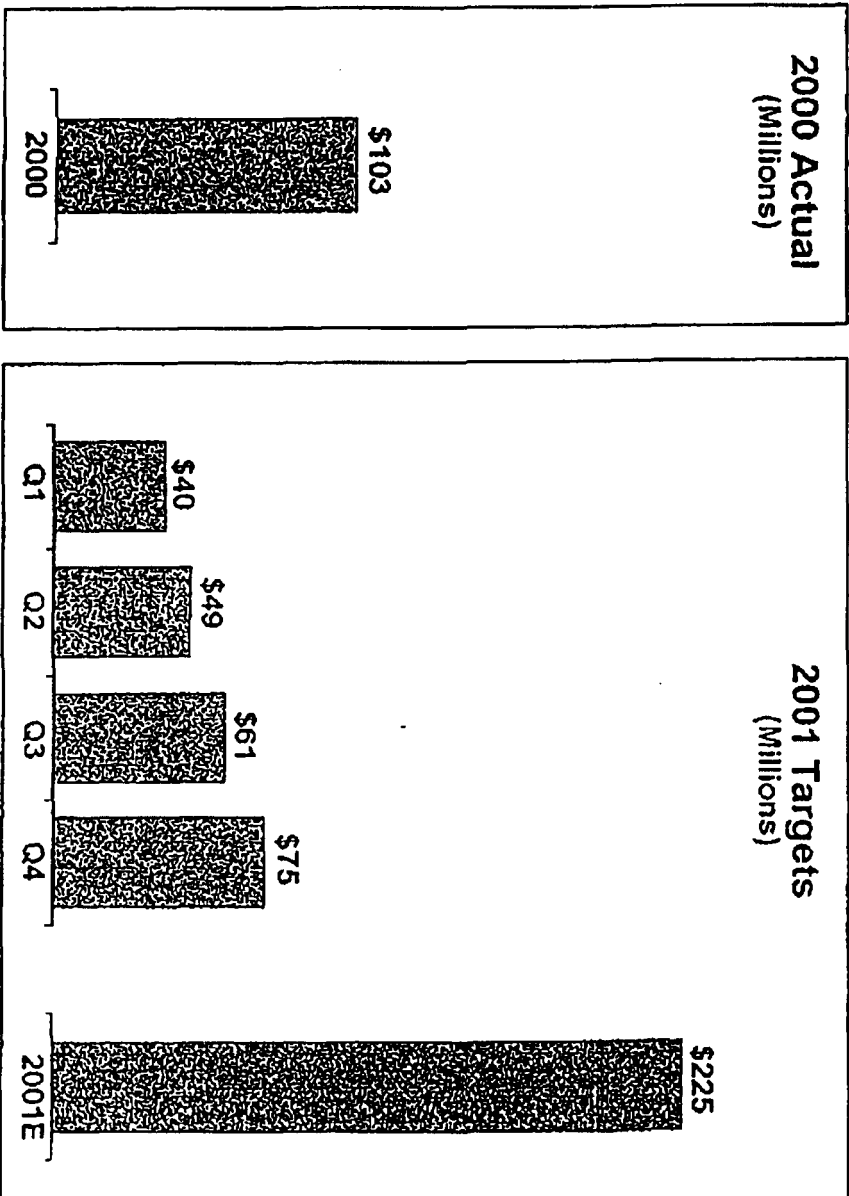 2000 Actual
(Millions)
$103
2000
2001 Targets
(Millions)
$40
$49
$61
$75
$225
Q1
Q2
Q3
Q4
2001E